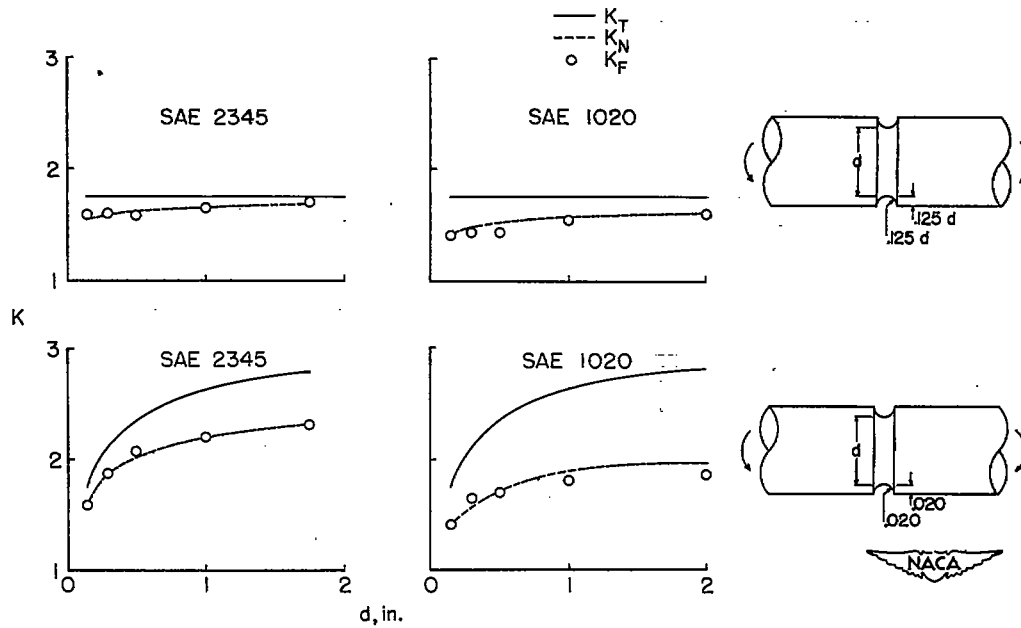 K_T
K_N
K_F
3
SAE 2345
SAE 1020
2
1
d
.125 d
.125 d
K
3
SAE 2345
SAE 1020
2
1
d
.020
.020
NACA
0
1
2
0
1
2
d, in.